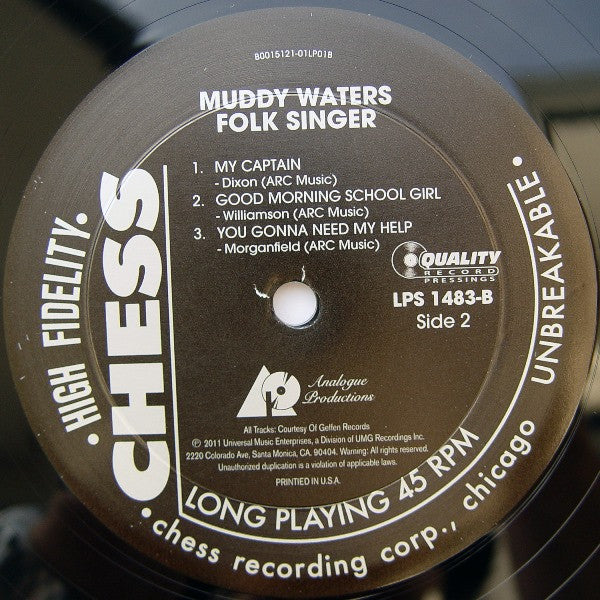 B0015121-01LP01B
MUDDY WATERS
FOLK SINGER
1. MY CAPTAIN
- Dixon (ARC Music)
2. GOOD MORNING SCHOOL GIRL
- Williamson (ARC Music)
3. YOU GONNA NEED MY HELP
- Morganfield (ARC Music)
QUALITY
RECORD
PRESSINGS
LPS 1483-B
Side 2
• HIGH FIDELITY.
CHESS
UNBREAKABLE •
AP
Analogue
Productions
All Tracks: Courtesy Of Geffen Records
℗ 2011 Universal Music Enterprises, a Division of UMG Recordings Inc.
2220 Colorado Ave, Santa Monica, CA. 90404. Warning: All rights reserved.
Unauthorized duplication is a violation of applicable laws.
PRINTIED IN U.S.A.
LONG PLAYING 45 RPM
• chess recording corp., chicago